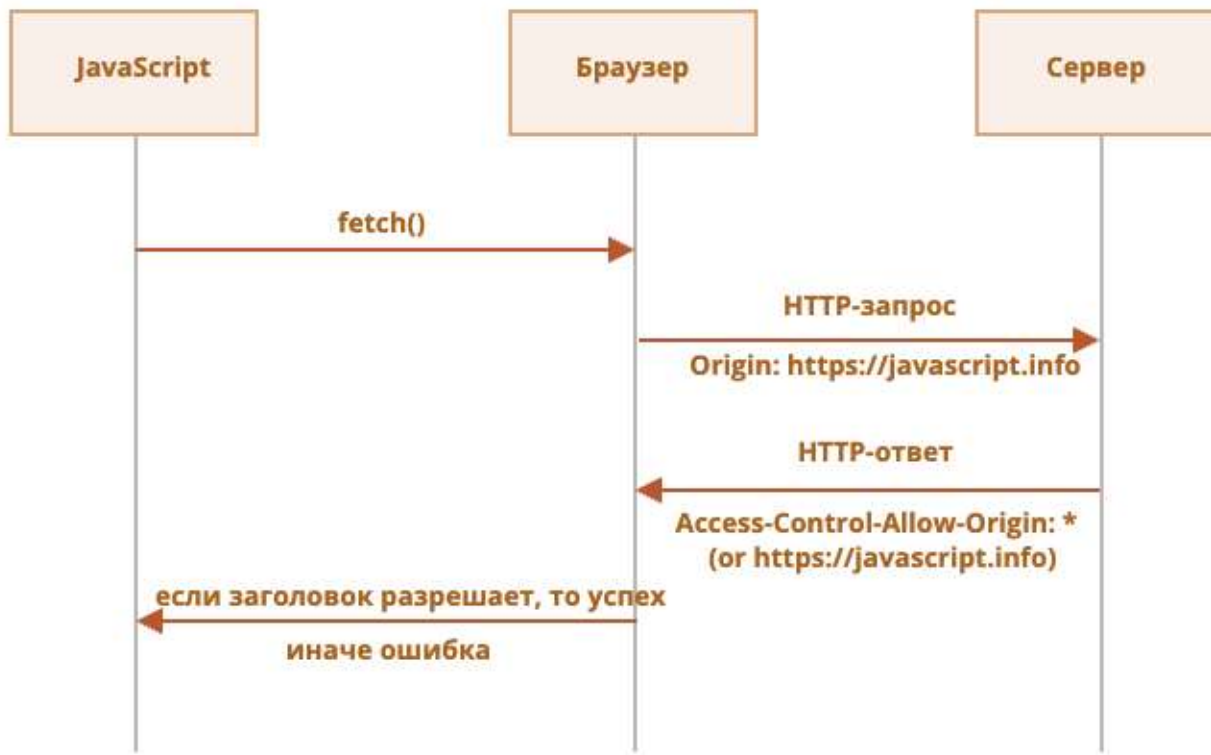 JavaScript
Браузер
Сервер
fetch()
HTTP-запрос
Origin: https://javascript.info
HTTP-ответ
Access-Control-Allow-Origin: *
(or https://javascript.info)
если заголовок разрешает, то успех
иначе ошибка